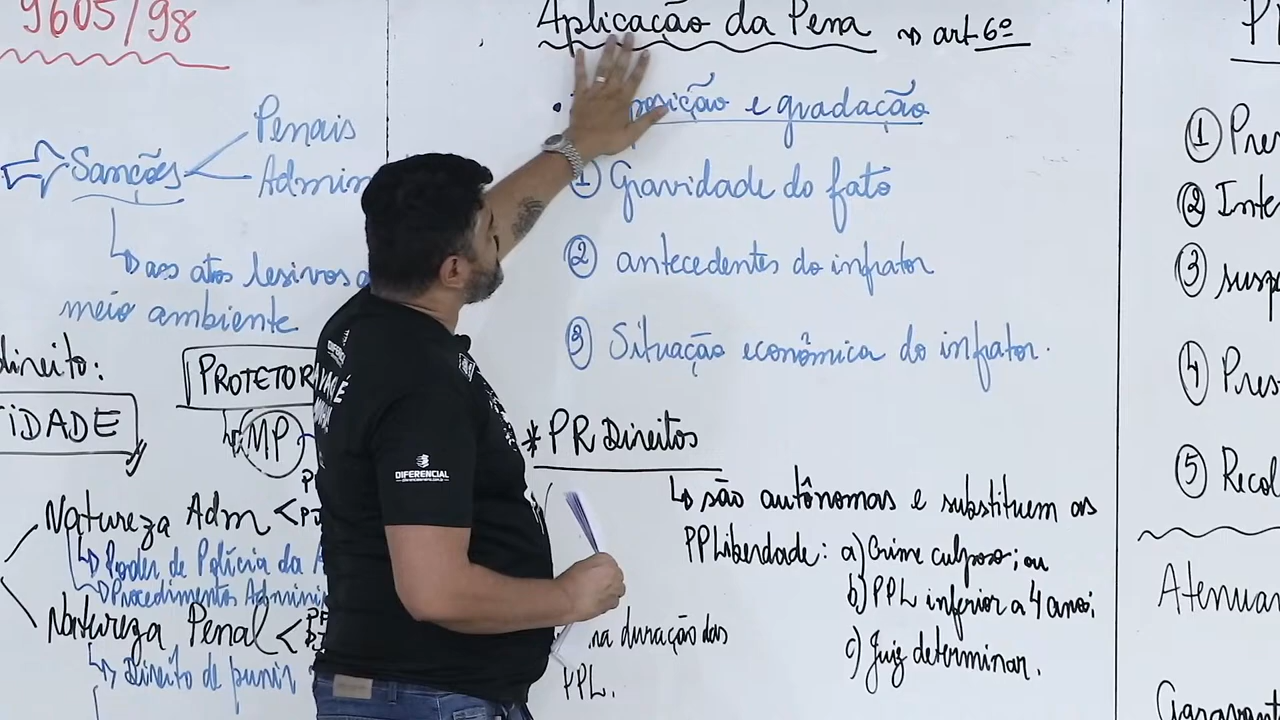 9605/98
Sanções
Penais
Admin
aos atos lesivos a
meio ambiente
direito:
TIDADE
PROTETOR
MP
Natureza Adm
Poder de Polícia da A
Procedimentos Adminis
Natureza Penal
Direito de punir
Aplicação da Pena art. 6º
posição e gradação
① Gravidade do fato
② antecedentes do infrator
③ Situação econômica do infrator.
* PR Direitos
são autônomas e substituem as
PPLiberdade: a) Crime culposo; ou
b) PPL inferior a 4 anos;
c) Juiz determinar.
na duração das
PPL.
DIFERENCIAL
① Pre
② Inte
③ susp
④ Pres
⑤ Recol
Atenuan